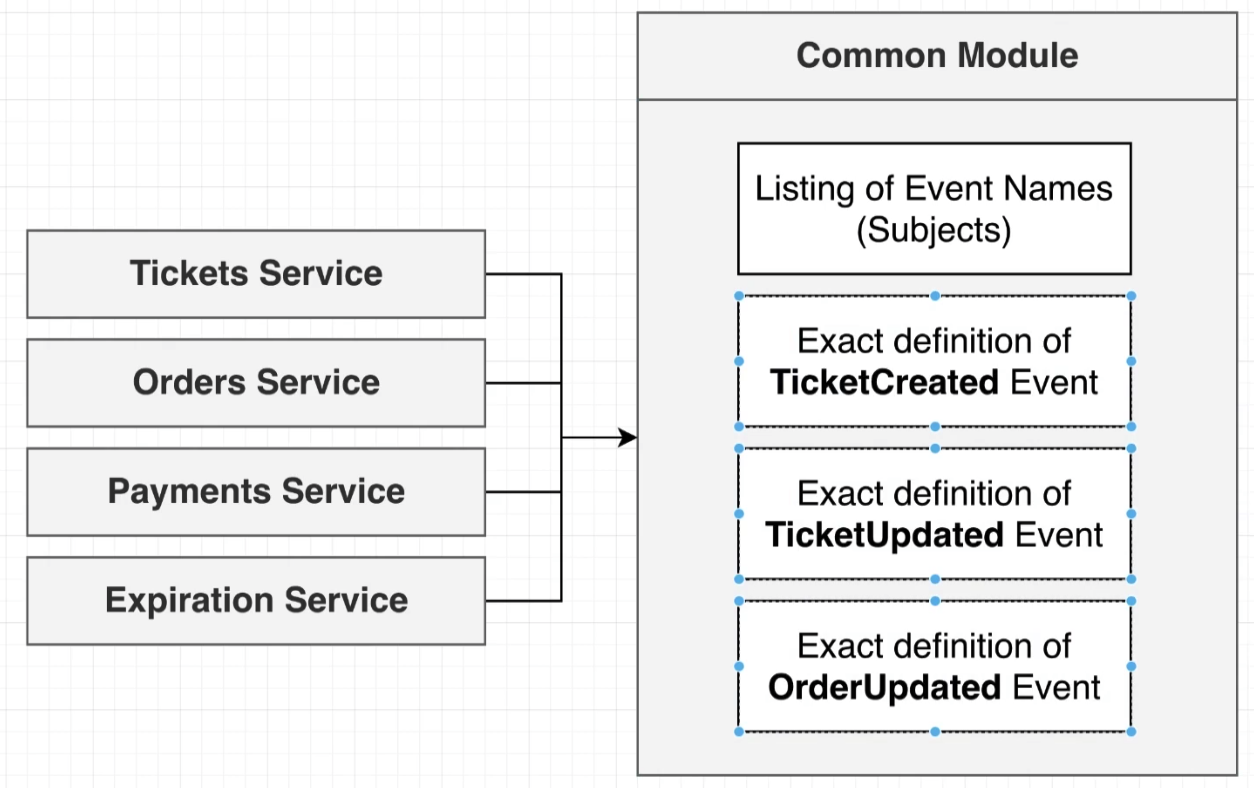 Common Module
Listing of Event Names
(Subjects)
Tickets Service
Orders Service
Payments Service
Expiration Service
Exact definition of
TicketCreated Event
Exact definition of
TicketUpdated Event
Exact definition of
OrderUpdated Event